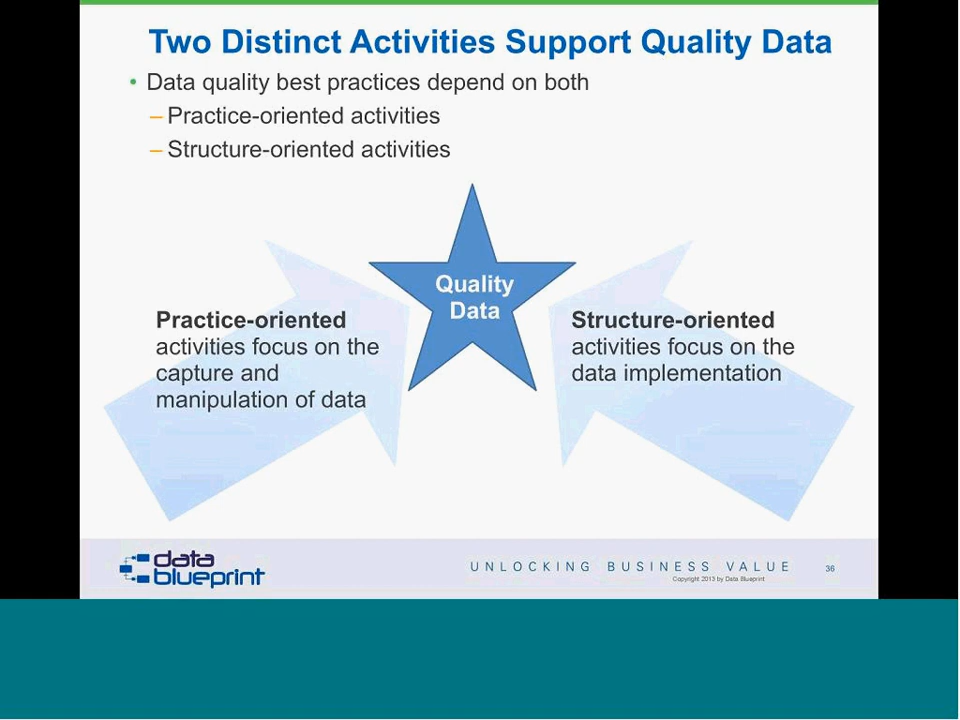 Two Distinct Activities Support Quality Data
• Data quality best practices depend on both
– Practice-oriented activities
– Structure-oriented activities
Quality
Data
Practice-oriented
activities focus on the
capture and
manipulation of data
Structure-oriented
activities focus on the
data implementation
data
blueprint
UNLOCKING BUSINESS VALUE
Copyright 2013 by Data Blueprint
36